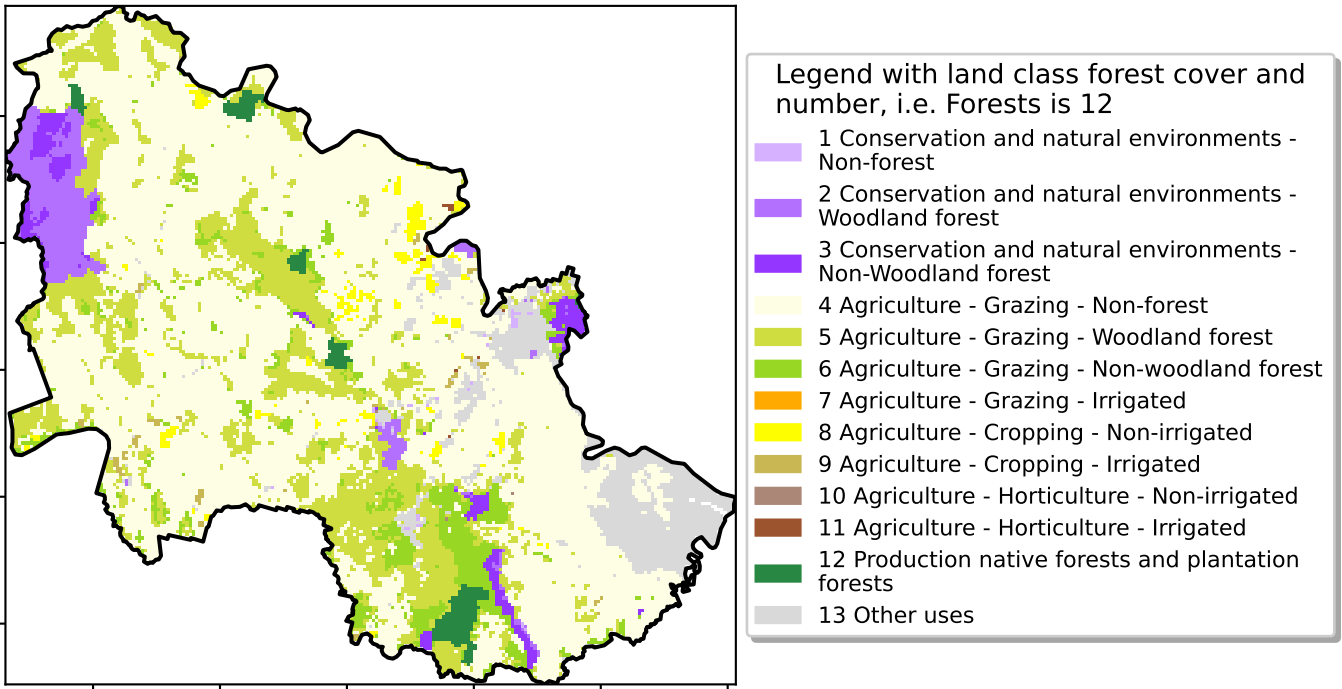 Legend with land class forest cover and
number, i.e. Forests is 12
1 Conservation and natural environments -
Non-forest
2 Conservation and natural environments -
Woodland forest
3 Conservation and natural environments -
Non-Woodland forest
4 Agriculture - Grazing - Non-forest
5 Agriculture - Grazing - Woodland forest
6 Agriculture - Grazing - Non-woodland forest
7 Agriculture - Grazing - Irrigated
8 Agriculture - Cropping - Non-irrigated
9 Agriculture - Cropping - Irrigated
10 Agriculture - Horticulture - Non-irrigated
11 Agriculture - Horticulture - Irrigated
12 Production native forests and plantation
forests
13 Other uses